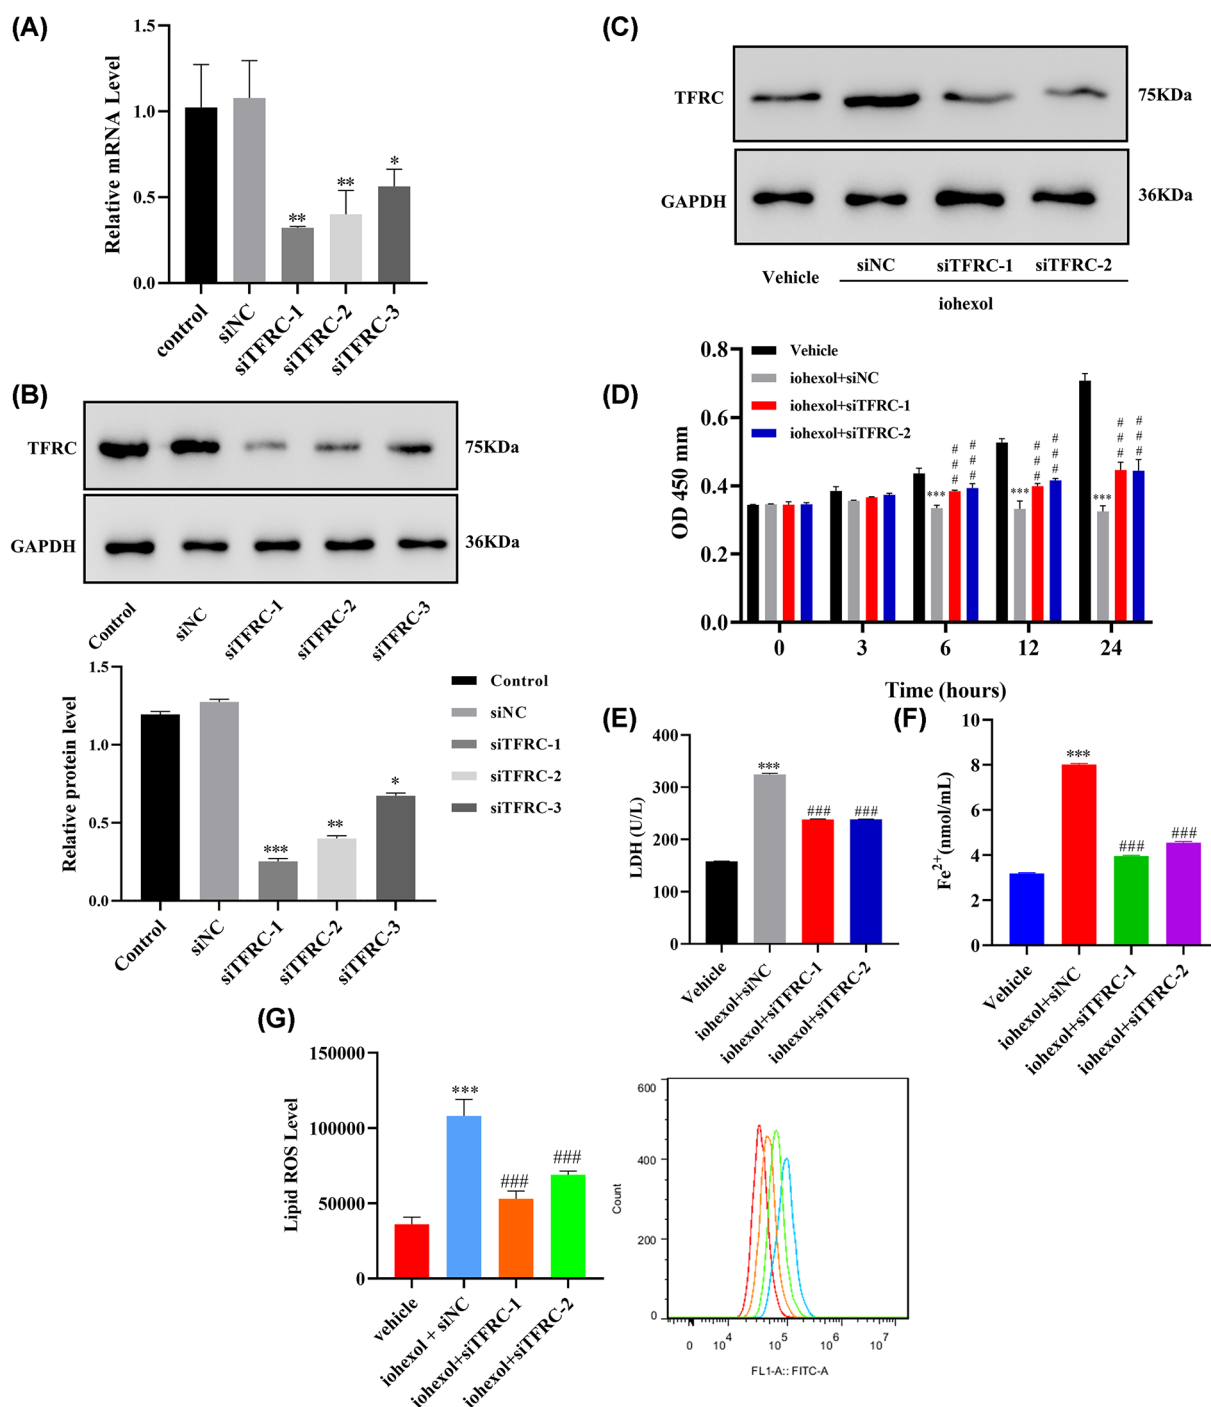 (A)
1.5
1.0
0.5
0.0
Relative mRNA Level
**
**
*
control
siNC
siTFRC-1
siTFRC-2
siTFRC-3
(B)
TFRC
75KDa
GAPDH
36KDa
Control
siNC
siTFRC-1
siTFRC-2
siTFRC-3
1.5
1.0
0.5
0.0
Relative protein level
***
**
*
Control
siNC
siTFRC-1
siTFRC-2
siTFRC-3
Control
siNC
siTFRC-1
siTFRC-2
siTFRC-3
(C)
TFRC
75KDa
GAPDH
36KDa
Vehicle
siNC
siTFRC-1
siTFRC-2
iohexol
(D)
0.8
0.6
0.4
0.2
0.0
OD 450 mm
Vehicle
iohexol+siNC
iohexol+siTFRC-1
iohexol+siTFRC-2
***
###
###
***
###
###
***
###
###
0 3 6 12 24
Time (hours)
(E)
400
300
200
100
0
LDH (U/L)
***
###
###
Vehicle
iohexol+siNC
iohexol+siTFRC-1
iohexol+siTFRC-2
(F)
10
8
6
4
2
0
Fe2+(nmol/mL)
***
###
###
Vehicle
iohexol+siNC
iohexol+siTFRC-1
iohexol+siTFRC-2
(G)
150000
100000
50000
0
Lipid ROS Level
***
###
###
vehicle
iohexol + siNC
iohexol+siTFRC-1
iohexol+siTFRC-2
600
400
200
0
Count
0 10^4 10^5 10^6 10^7
FL1-A:: FITC-A